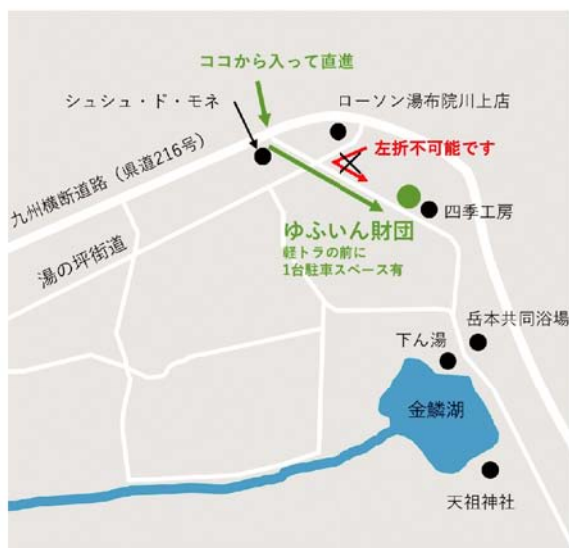 ココから入って直進
シュシュ・ド・モネ
ローソン湯布院川上店
左折不可能です
九州横断道路（県道216号）
四季工房
ゆふいん財団
軽トラの前に
1台駐車スペース有
湯の坪街道
岳本共同浴場
下ん湯
金鱗湖
天祖神社